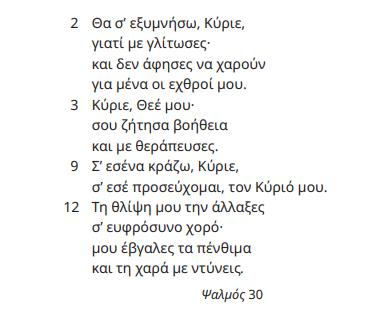 2 Θα σ’ εξυμνήσω, Κύριε,
γιατί με γλίτωσες·
και δεν άφησες να χαρούν
για μένα οι εχθροί μου.
3 Κύριε, Θεέ μου·
σου ζήτησα βοήθεια
και με θεράπευσες.
9 Σ’ εσένα κράζω, Κύριε,
σ’ εσέ προσεύχομαι, τον Κύριό μου.
12 Τη θλίψη μου την άλλαξες
σ’ ευφρόσυνο χορό·
μου έβγαλες τα πένθιμα
και τη χαρά με ντύνεις.
Ψαλμός 30